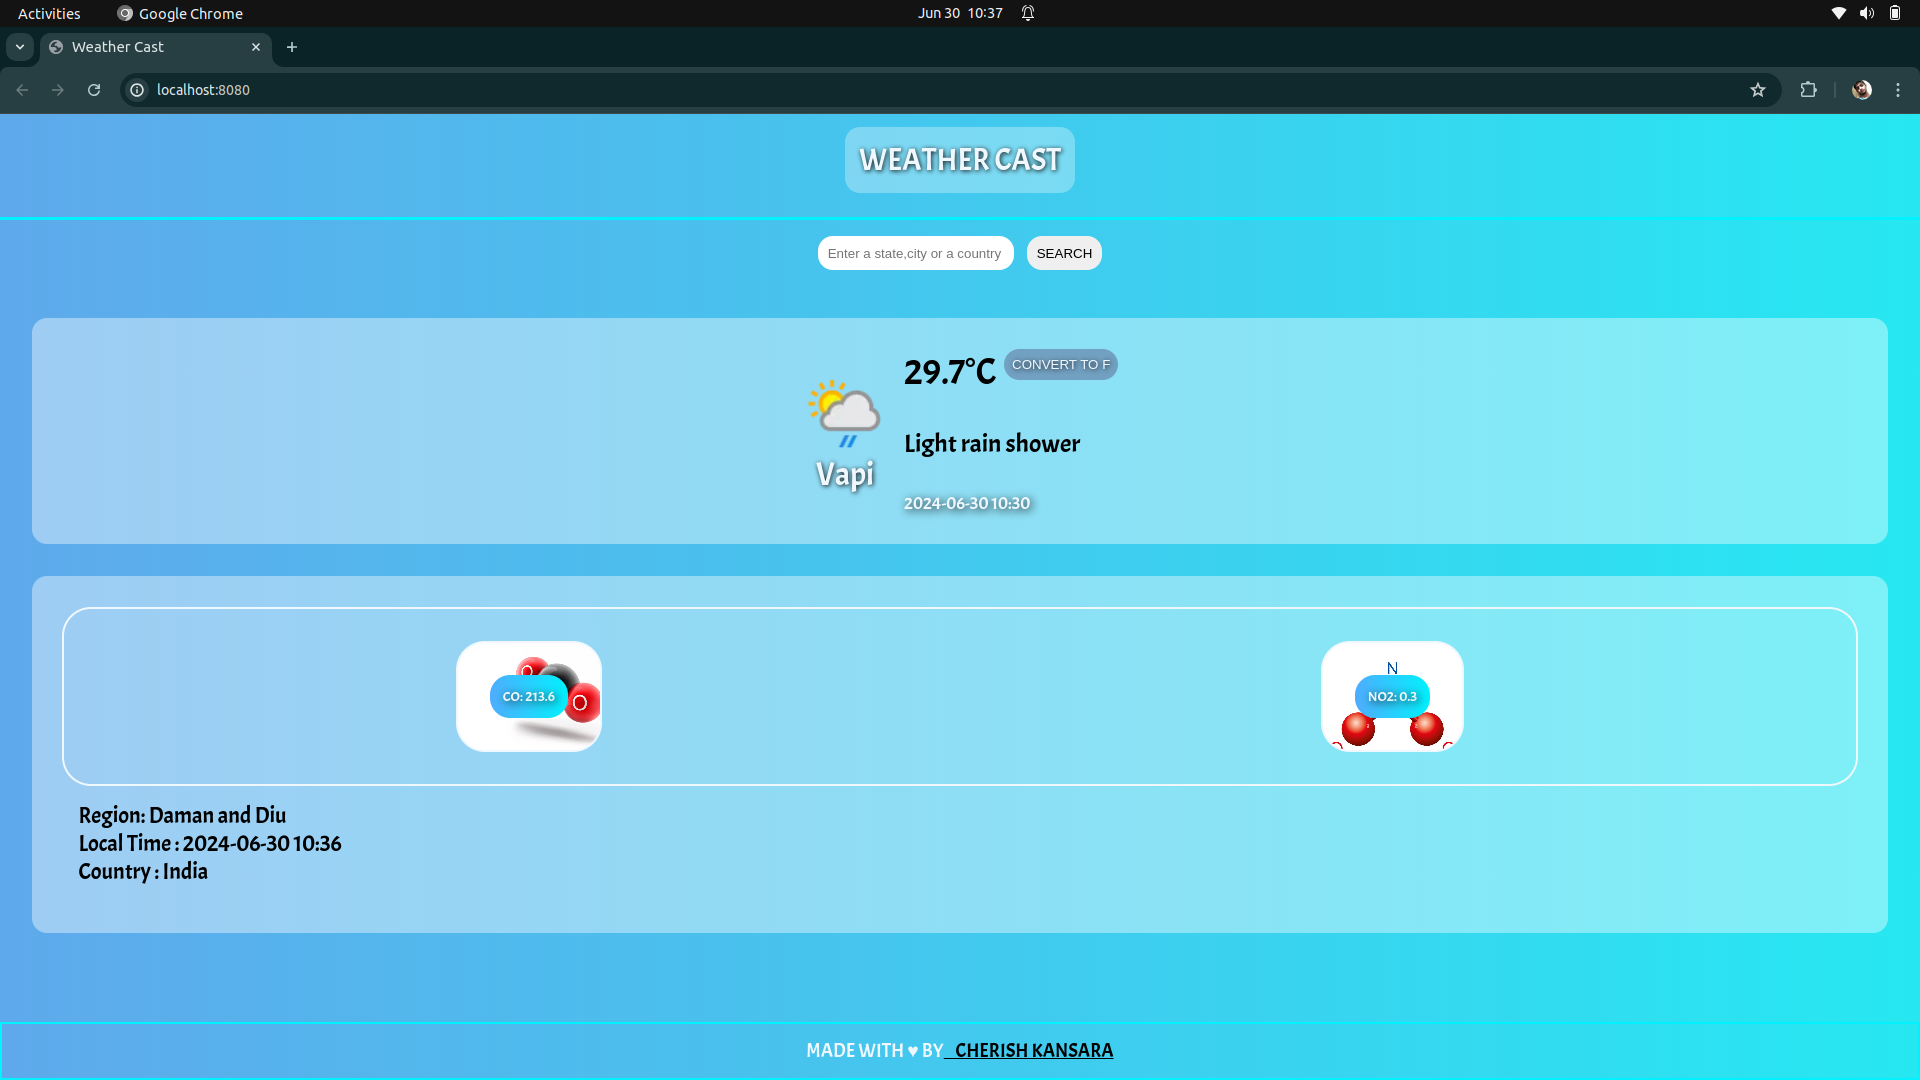 Activities Google Chrome Jun 30 10:37
Weather Cast
localhost:8080
WEATHER CAST
Enter a state,city or a country SEARCH
29.7°C CONVERT TO F
Light rain shower
Vapi
2024-06-30 10:30
O
O
CO: 213.6
N
NO2: 0.3
Region: Daman and Diu
Local Time : 2024-06-30 10:36
Country : India
MADE WITH ♥ BY CHERISH KANSARA